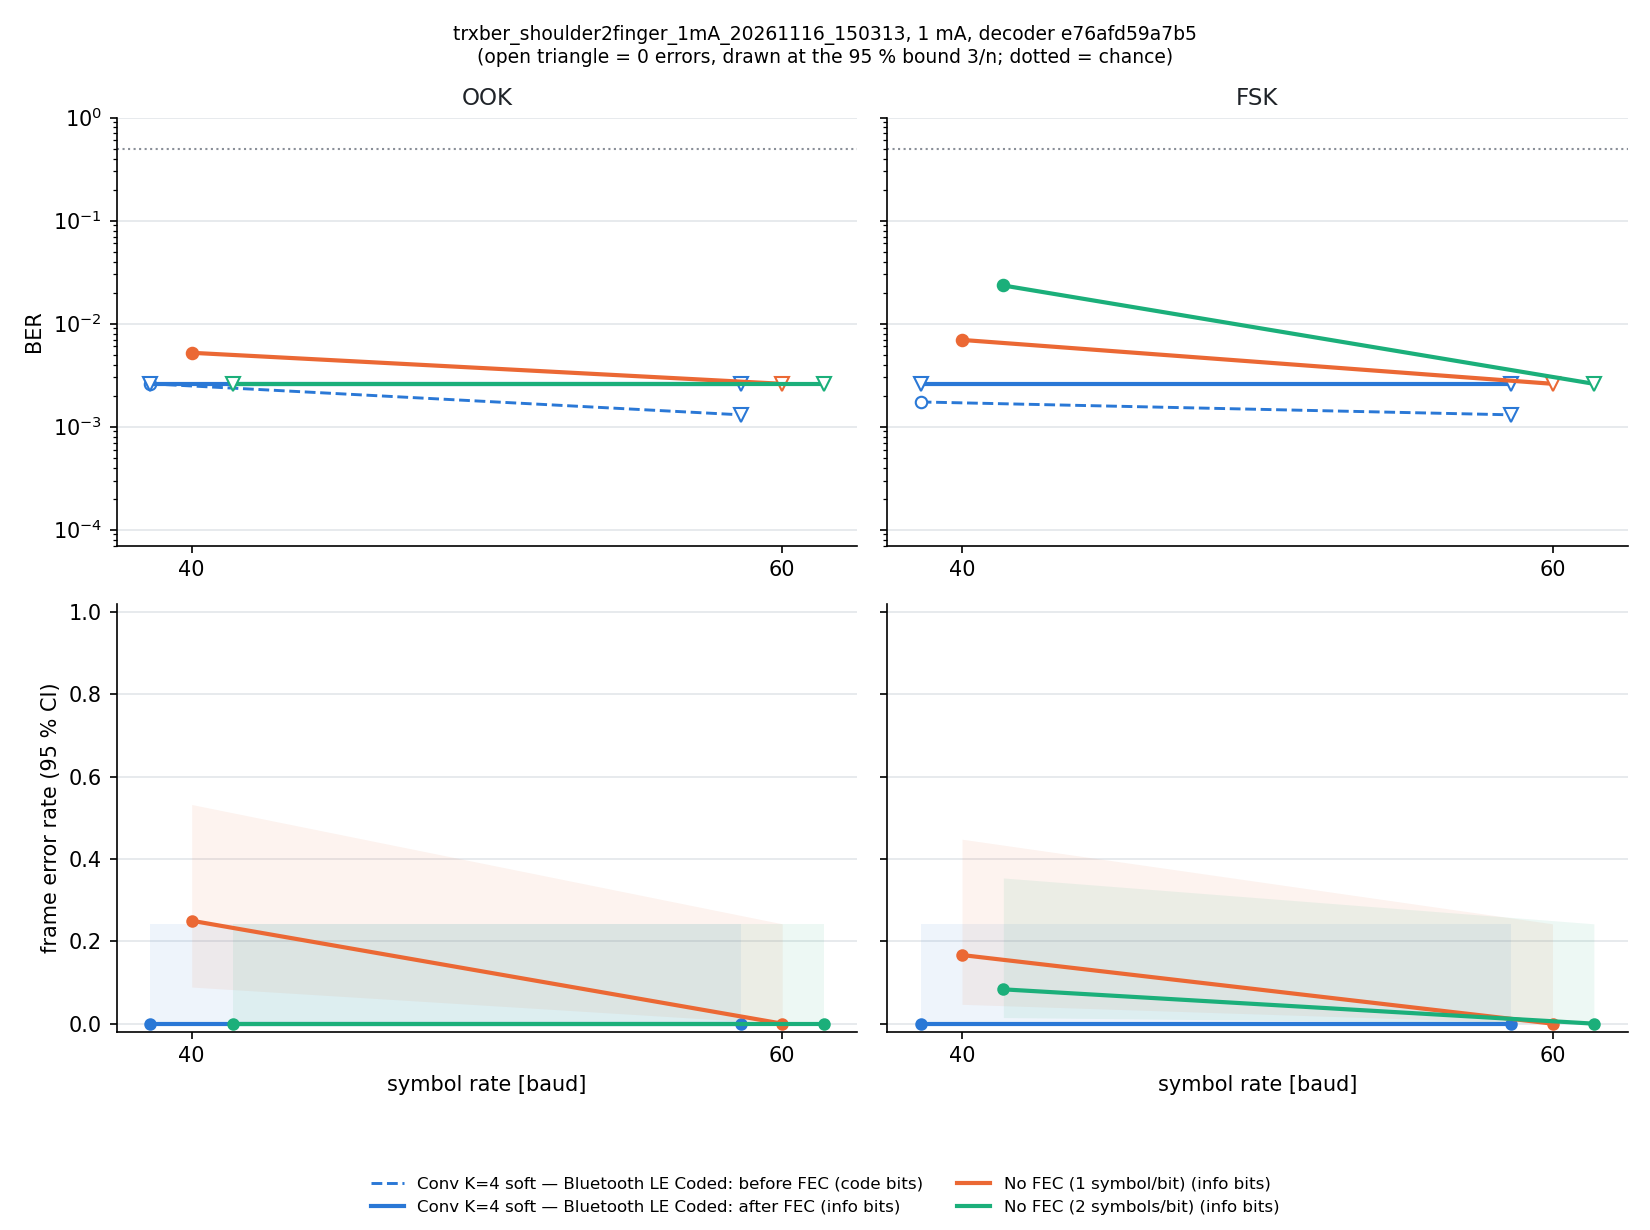 trxber_shoulder2finger_1mA_20261116_150313, 1 mA, decoder e76afd59a7b5
(open triangle = 0 errors, drawn at the 95 % bound 3/n; dotted = chance)
OOK
FSK
BER
10⁰
10⁻¹
10⁻²
10⁻³
10⁻⁴
40
60
40
60
frame error rate (95 % CI)
1.0
0.8
0.6
0.4
0.2
0.0
40
60
40
60
symbol rate [baud]
symbol rate [baud]
Conv K=4 soft — Bluetooth LE Coded: before FEC (code bits)
Conv K=4 soft — Bluetooth LE Coded: after FEC (info bits)
No FEC (1 symbol/bit) (info bits)
No FEC (2 symbols/bit) (info bits)